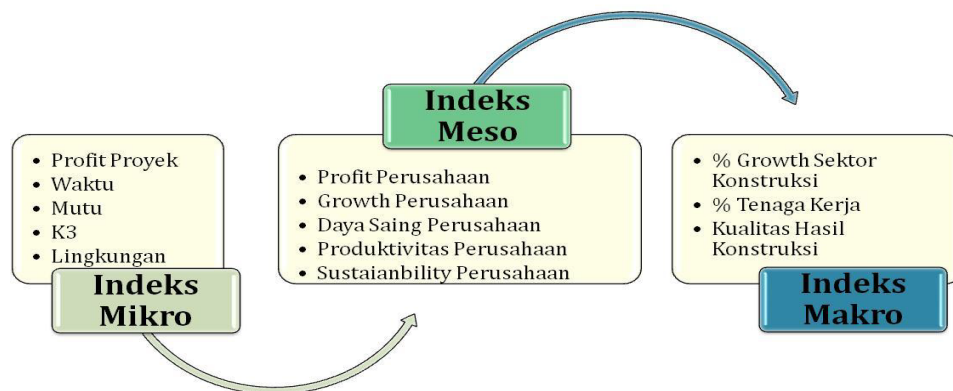 • Profit Proyek
• Waktu
• Mutu
• K3
• Lingkungan
Indeks
Mikro
Indeks
Meso
• Profit Perusahaan
• Growth Perusahaan
• Daya Saing Perusahaan
• Produktivitas Perusahaan
• Sustaianbility Perusahaan
• % Growth Sektor
Konstruksi
• % Tenaga Kerja
• Kualitas Hasil
Konstruksi
Indeks
Makro